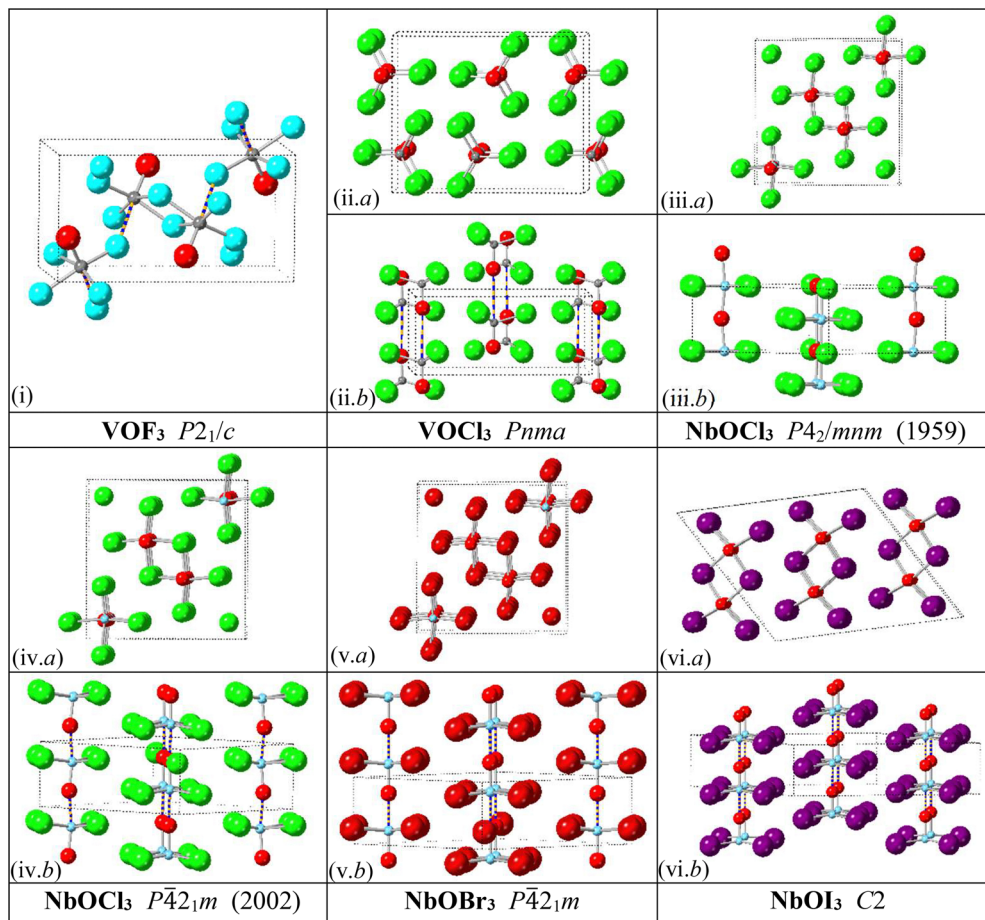 (i)
(ii.a)
(iii.a)
(ii.b)
(iii.b)
VOF₃ P2₁/c
VOCl₃ Pnma
NbOCl₃ P4₂/mnm (1959)
(iv.a)
(v.a)
(vi.a)
(iv.b)
(v.b)
(vi.b)
NbOCl₃ P4̅2₁m (2002)
NbOBr₃ P4̅2₁m
NbOI₃ C2